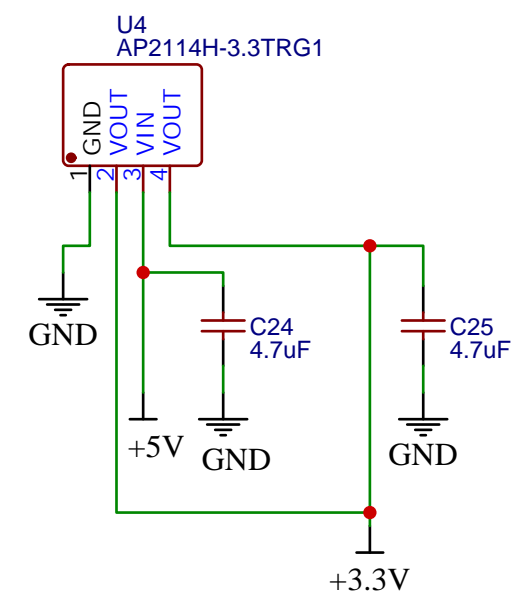 U4
AP2114H-3.3TRG1
GND
VOUT
VIN
VOUT
1
2
3
4
C24
4.7uF
C25
4.7uF
GND
+5V
GND
GND
+3.3V